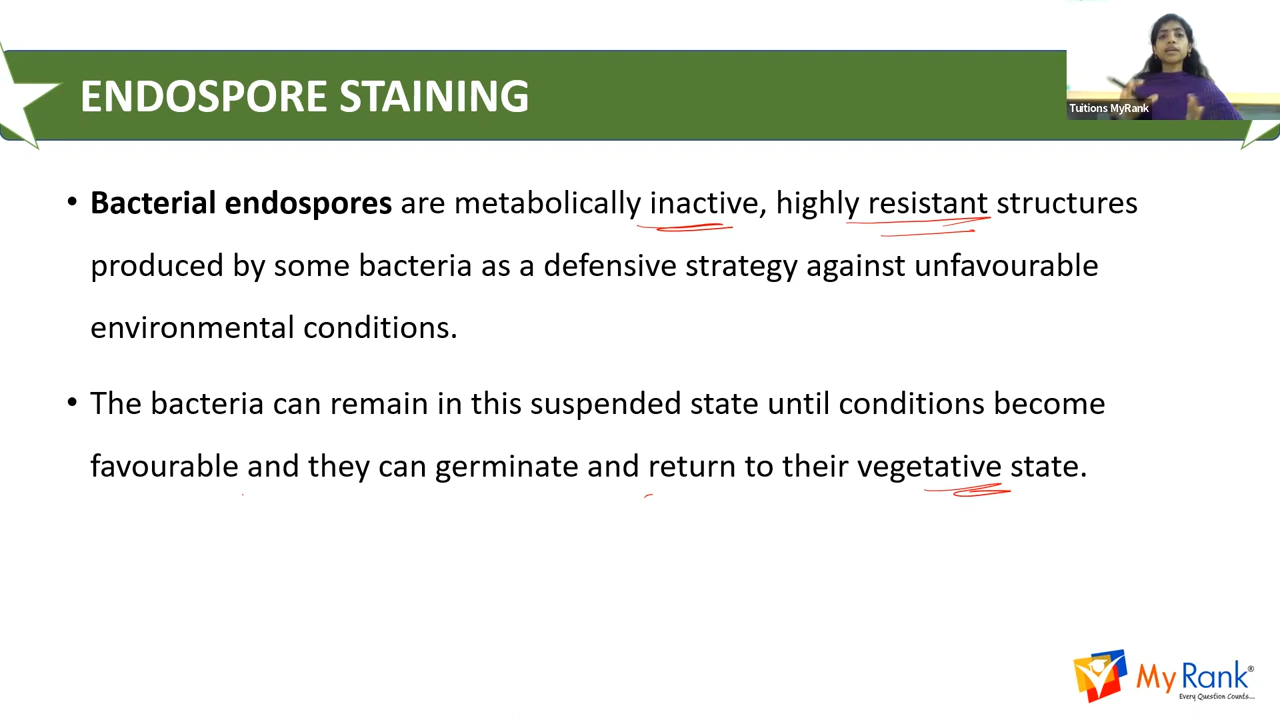 ENDOSPORE STAINING
Tuitions MyRank
• Bacterial endospores are metabolically inactive, highly resistant structures
produced by some bacteria as a defensive strategy against unfavourable
environmental conditions.
• The bacteria can remain in this suspended state until conditions become
favourable and they can germinate and return to their vegetative state.
My Rank®
Every Question Counts...